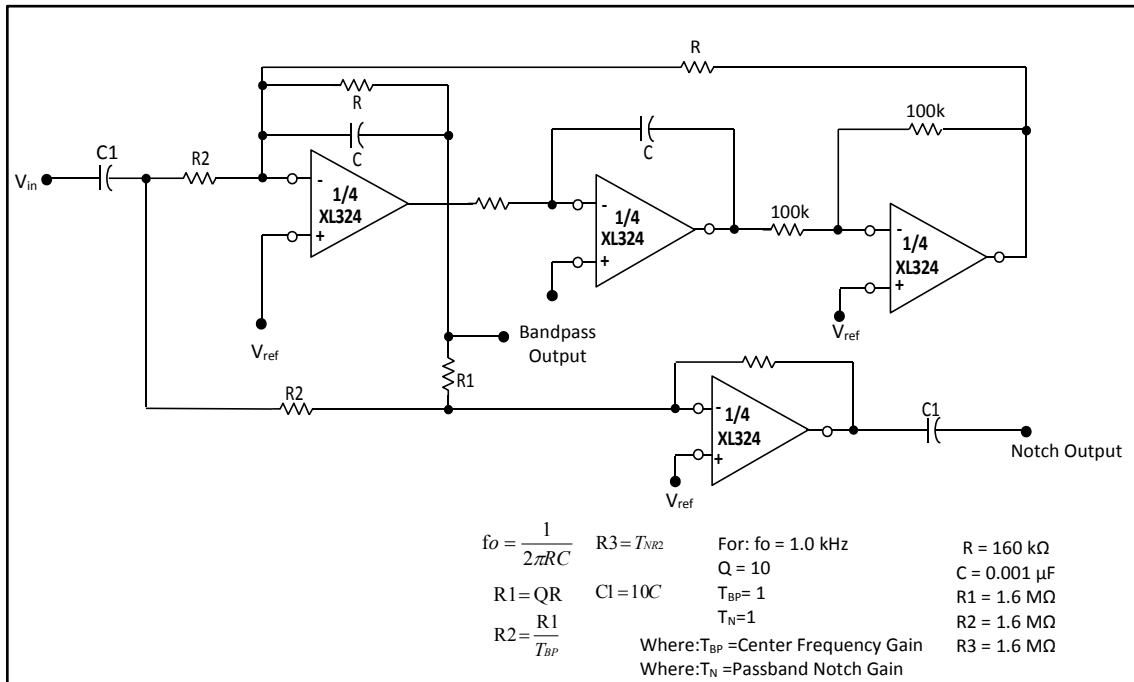 R
R
100k
C1
R2
C
C
V_in
-
1/4
XL324
+
-
1/4
XL324
+
100k
-
1/4
XL324
+
V_ref
Bandpass
Output
V_ref
R1
R2
-
1/4
XL324
+
C1
Notch Output
V_ref
fo = 1/2πRC
R3 = T_NR2
R1 = QR
C1 = 10C
R2 = R1/T_BP
For: fo = 1.0 kHz
Q = 10
T_BP= 1
T_N=1
Where:T_BP =Center Frequency Gain
Where:T_N =Passband Notch Gain
R = 160 kΩ
C = 0.001 µF
R1 = 1.6 MΩ
R2 = 1.6 MΩ
R3 = 1.6 MΩ